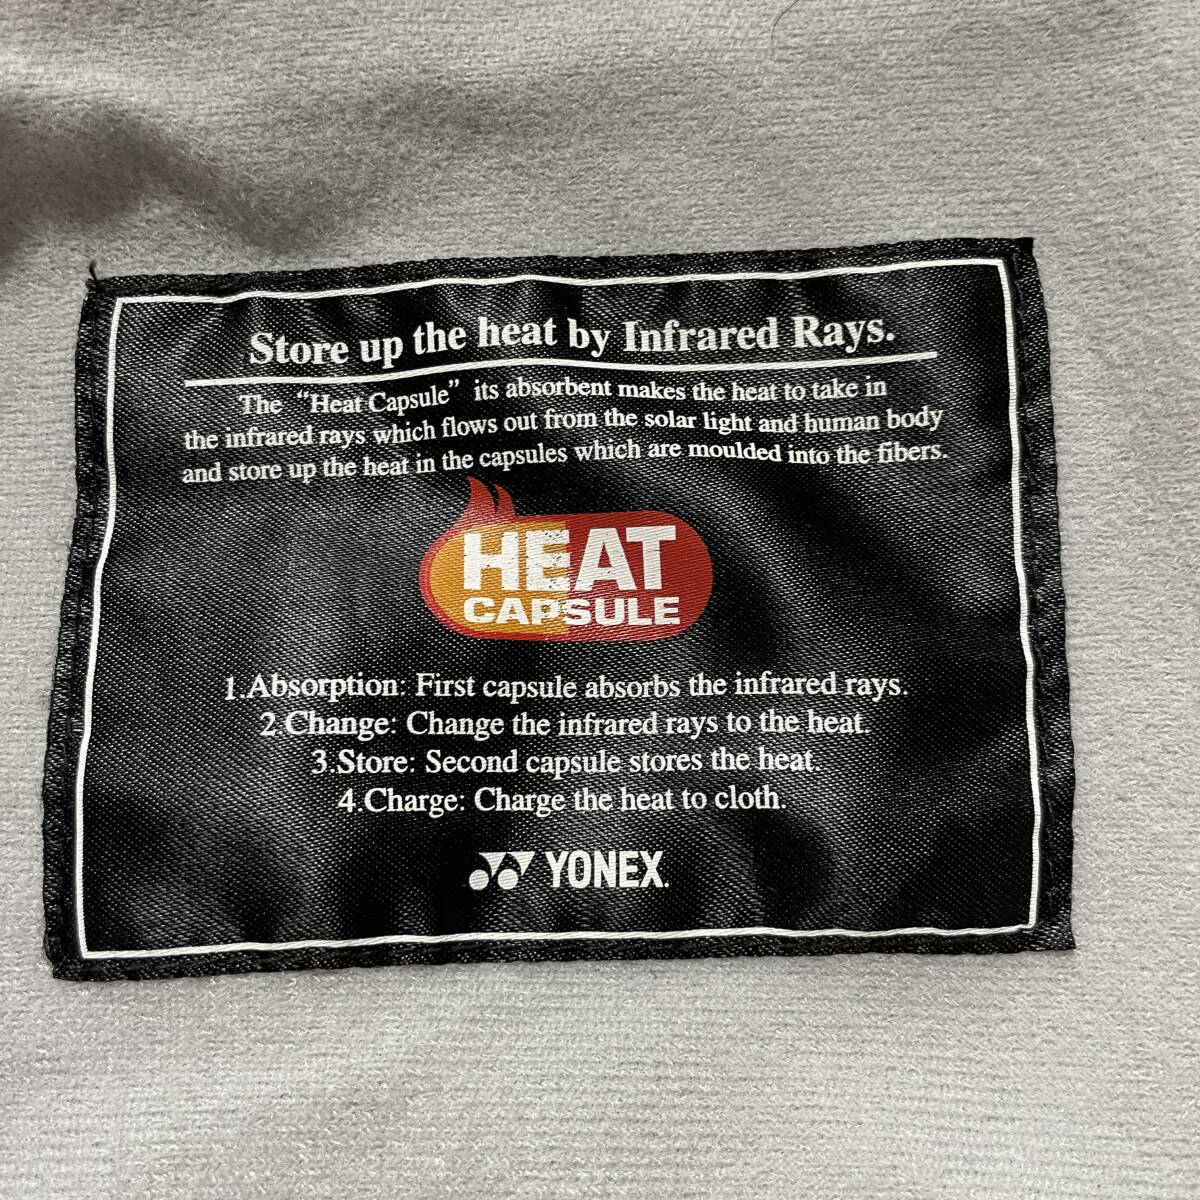 Store up the heat by Infrared Rays.
The “Heat Capsule” its absorbent makes the heat to take in
the infrared rays which flows out from the solar light and human body
and store up the heat in the capsules which are moulded into the fibers.
HEAT
CAPSULE
1.Absorption: First capsule absorbs the infrared rays.
2.Change: Change the infrared rays to the heat.
3.Store: Second capsule stores the heat.
4.Charge: Charge the heat to cloth.
YONEX.